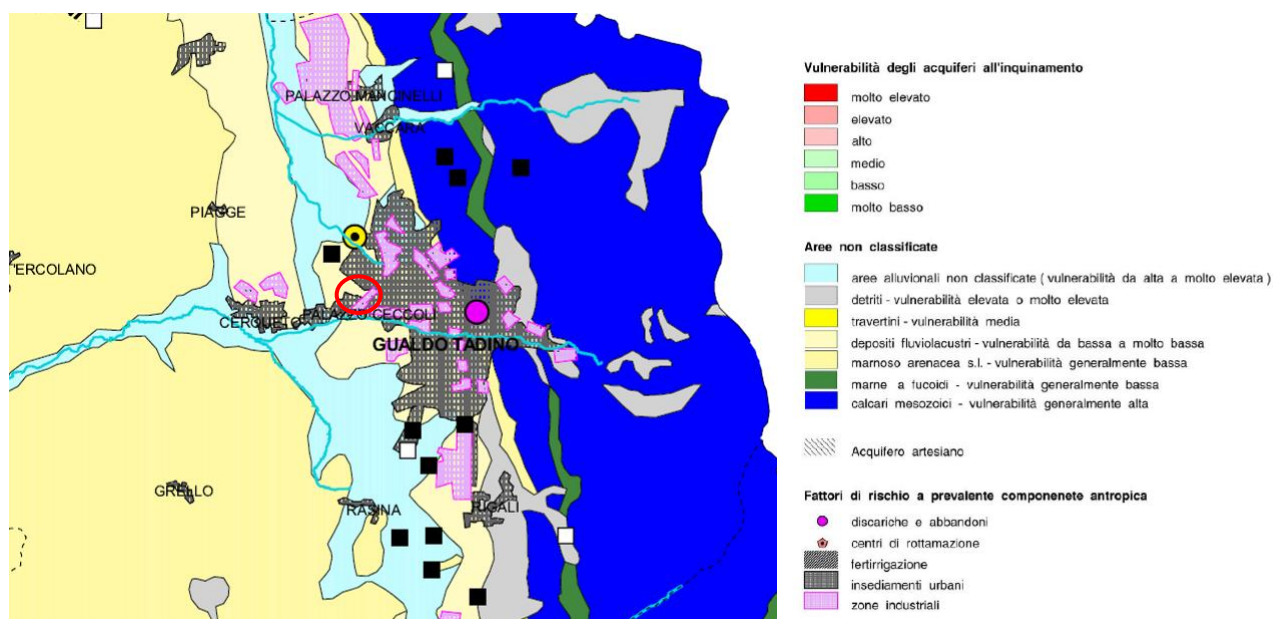 PALAZZO MANCINELLI
VACCARA
PIAGGE
'ERCOLANO
CERQUETO
PALAZZO CECCOLI
GUALDO TADINO
GRELLO
RASINA
RIGALI
Vulnerabilità degli acquiferi all'inquinamento
molto elevato
elevato
alto
medio
basso
molto basso
Aree non classificate
aree alluvionali non classificate ( vulnerabilità da alta a molto elevata )
detriti - vulnerabilità elevata o molto elevata
travertini - vulnerabilità media
depositi fluviolacustri - vulnerabilità da bassa a molto bassa
marnoso arenacea s.l. - vulnerabilità generalmente bassa
marne a fucoidi - vulnerabilità generalmente bassa
calcari mesozoici - vulnerabilità generalmente alta
Acquifero artesiano
Fattori di rischio a prevalente componenete antropica
discariche e abbandoni
centri di rottamazione
fertirrigazione
insediamenti urbani
zone industriali